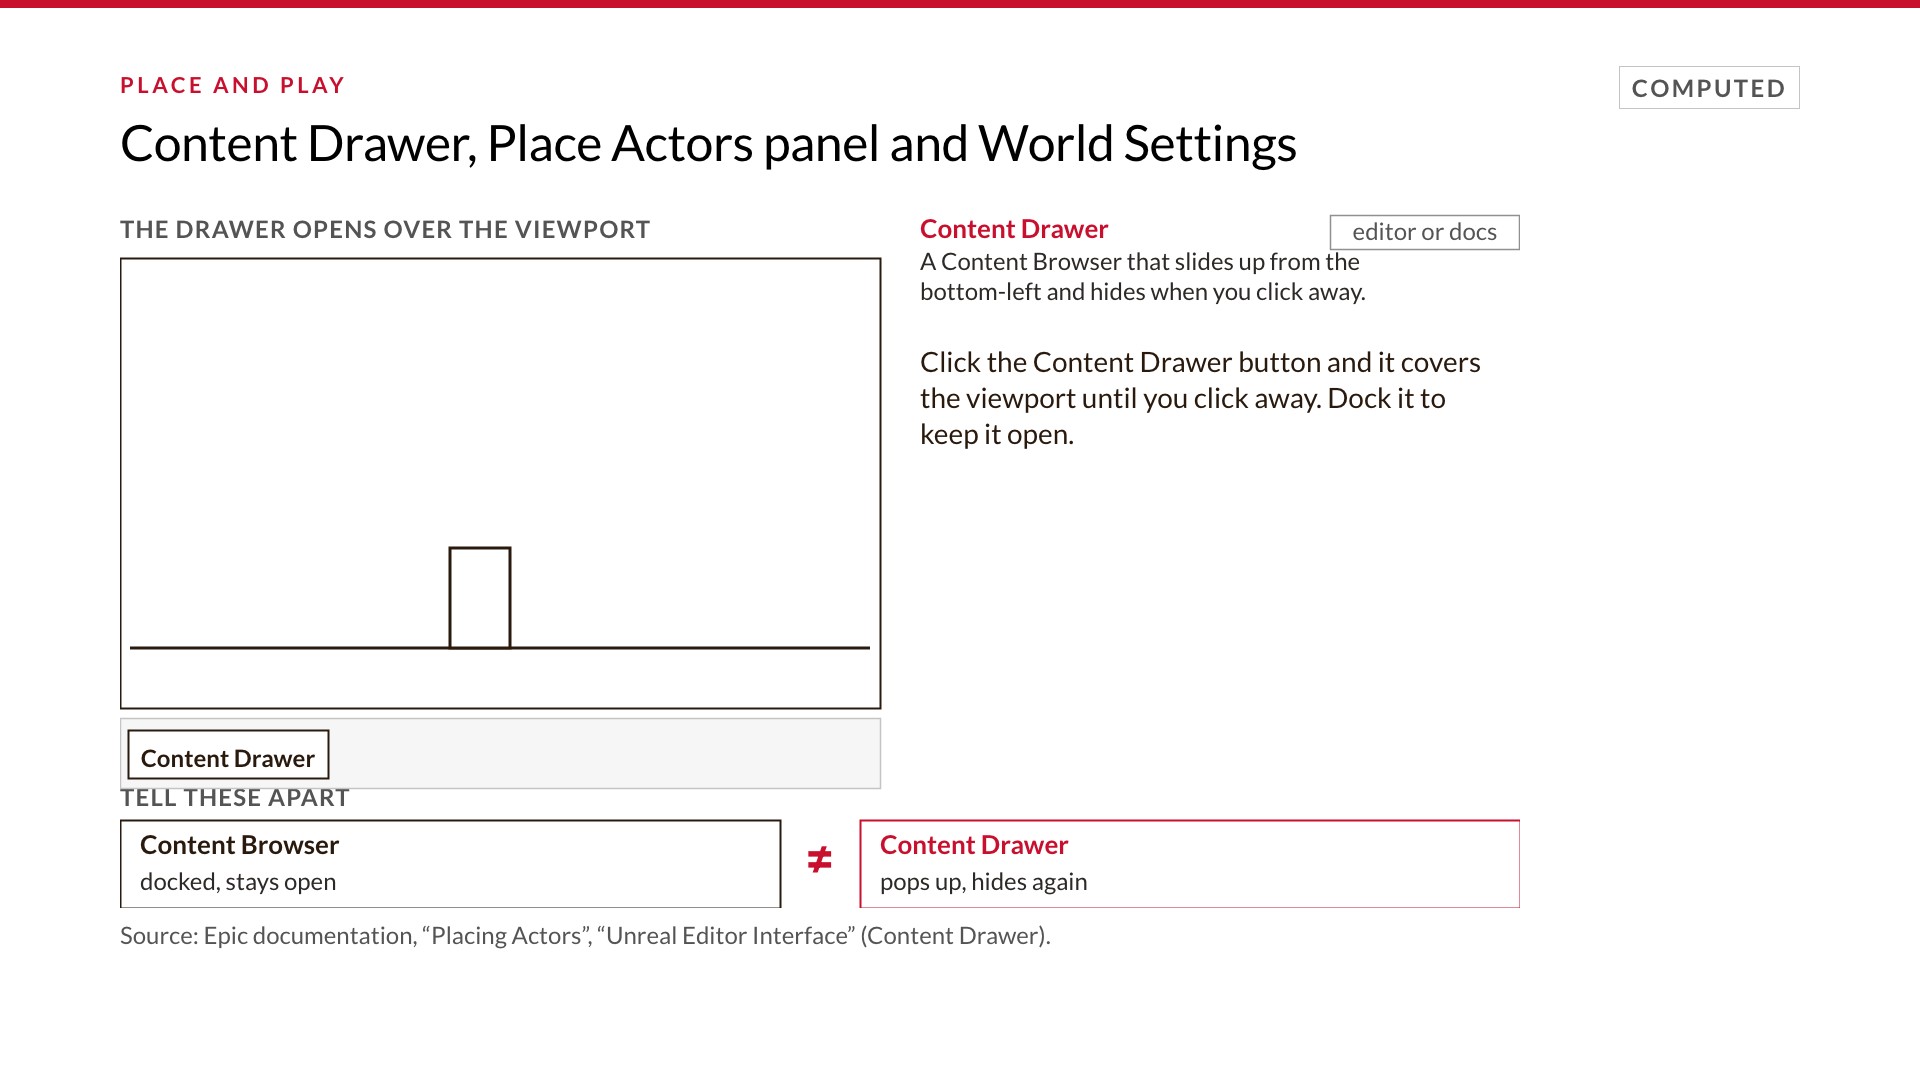 PLACE AND PLAY
COMPUTED
Content Drawer, Place Actors panel and World Settings
THE DRAWER OPENS OVER THE VIEWPORT
Content Drawer
editor or docs
A Content Browser that slides up from the
bottom-left and hides when you click away.
Click the Content Drawer button and it covers
the viewport until you click away. Dock it to
keep it open.
Content Drawer
TELL THESE APART
Content Browser
docked, stays open
≠
Content Drawer
pops up, hides again
Source: Epic documentation, “Placing Actors”, “Unreal Editor Interface” (Content Drawer).